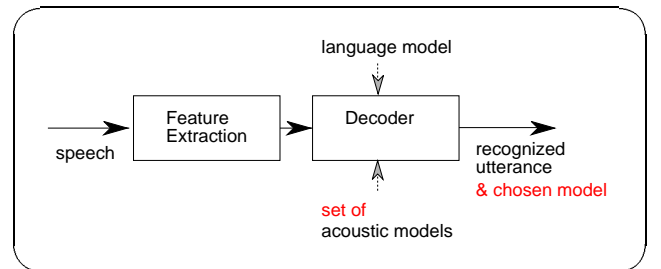 language model
speech
Feature
Extraction
Decoder
recognized
utterance
& chosen model
set of
acoustic models